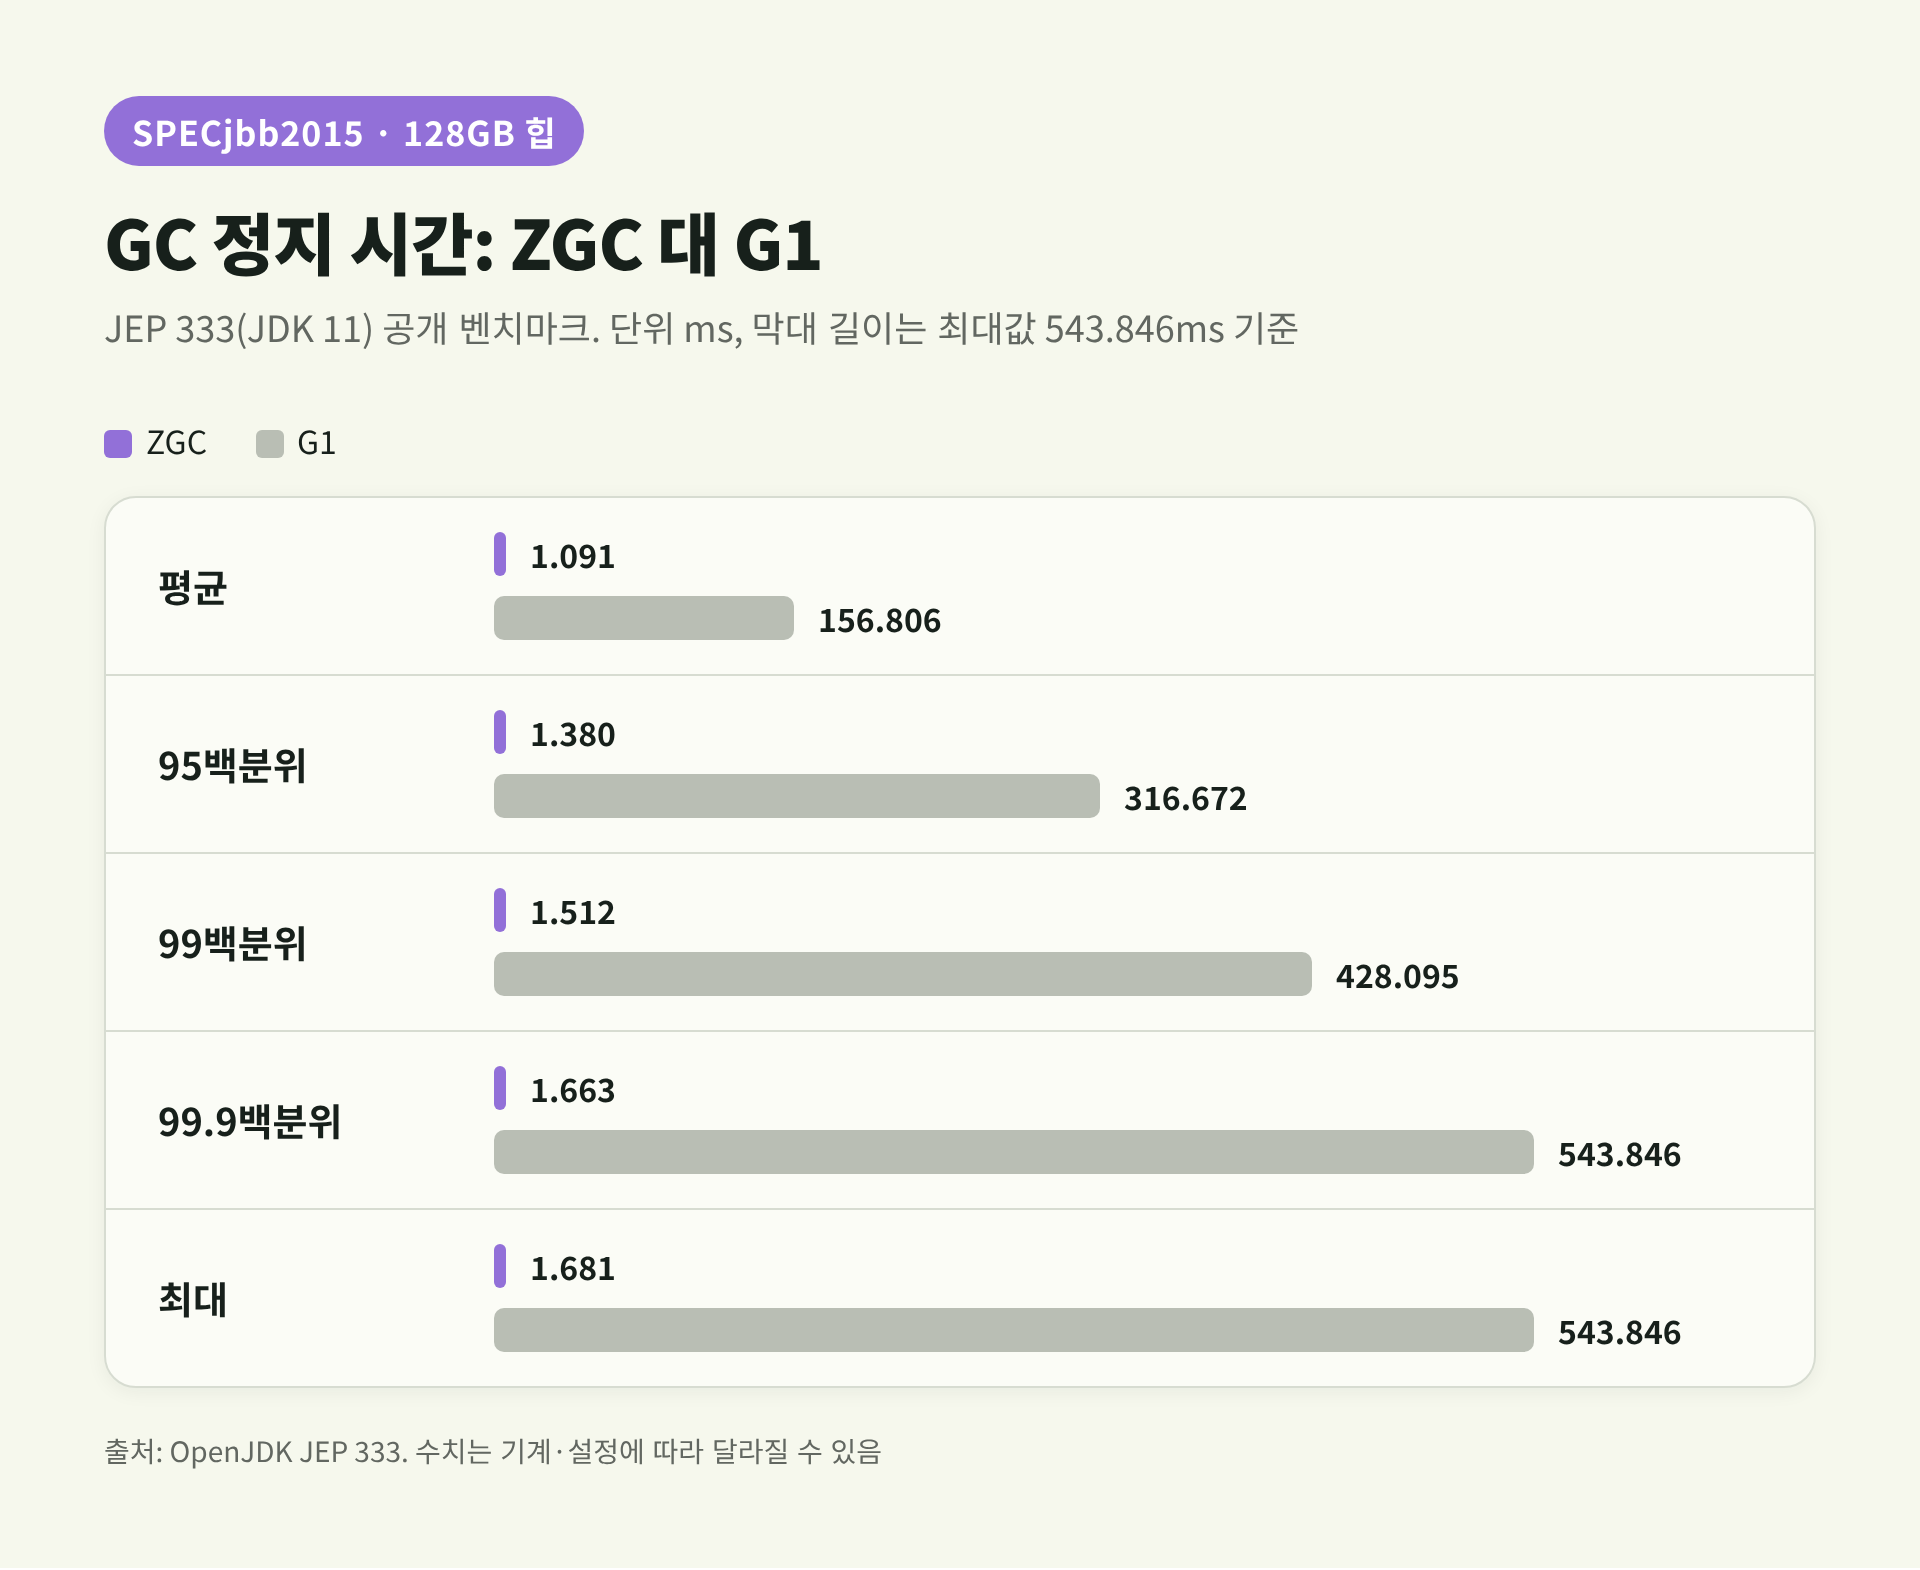 SPECjbb2015 · 128GB 힙
GC 정지 시간: ZGC 대 G1
JEP 333(JDK 11) 공개 벤치마크. 단위 ms, 막대 길이는 최대값 543.846ms 기준
ZGC
G1
평균
1.091
156.806
95백분위
1.380
316.672
99백분위
1.512
428.095
99.9백분위
1.663
543.846
최대
1.681
543.846
출처: OpenJDK JEP 333. 수치는 기계·설정에 따라 달라질 수 있음